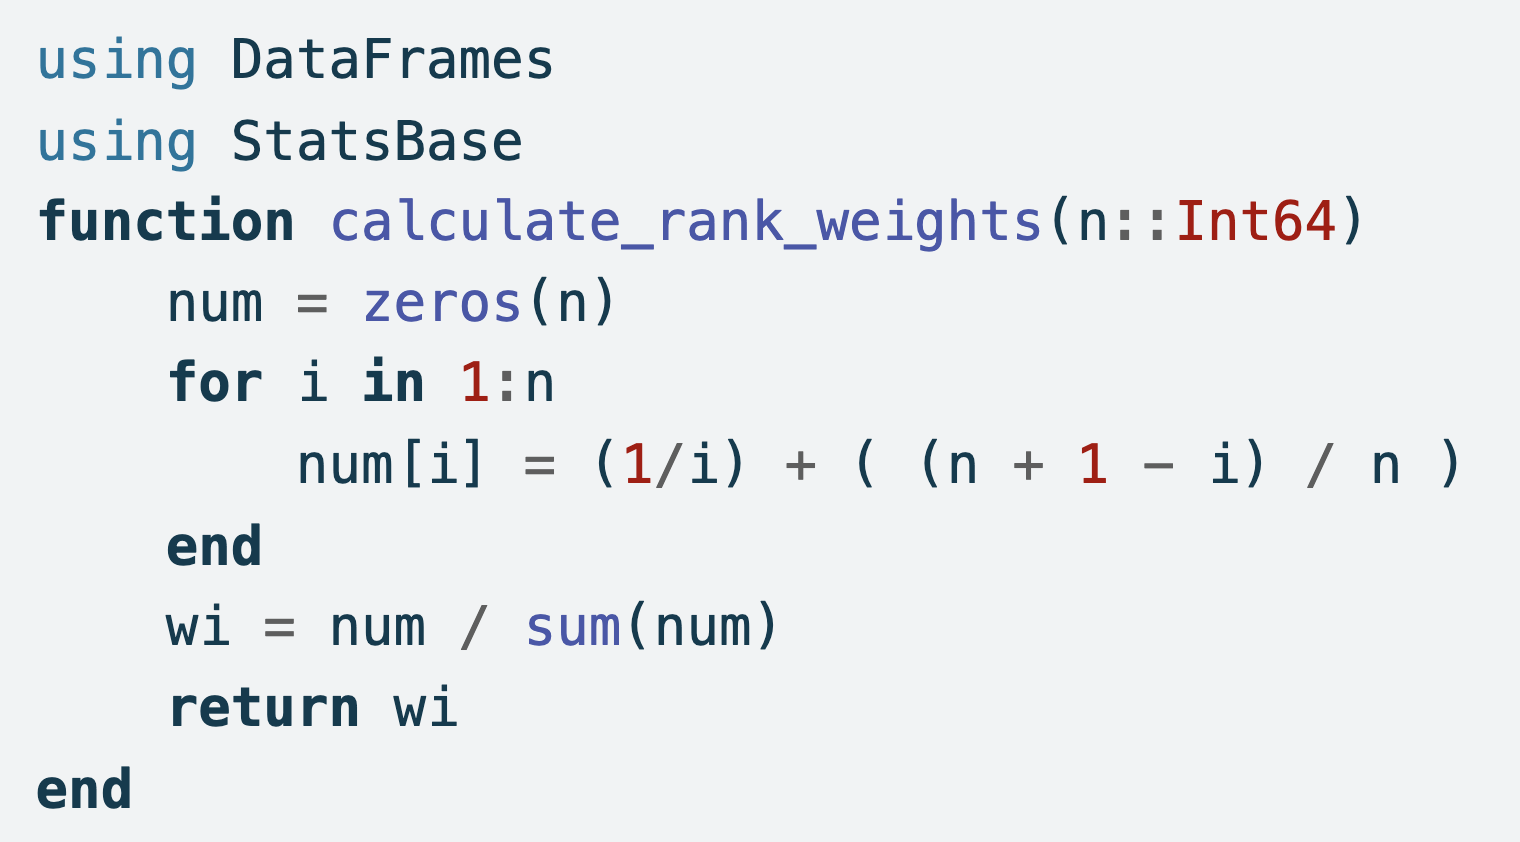 using DataFrames
using StatsBase
function calculate_rank_weights(n::Int64)
    num = zeros(n)
    for i in 1:n
        num[i] = (1/i) + ( (n + 1 − i) / n )
    end
    wi = num / sum(num)
    return wi
end